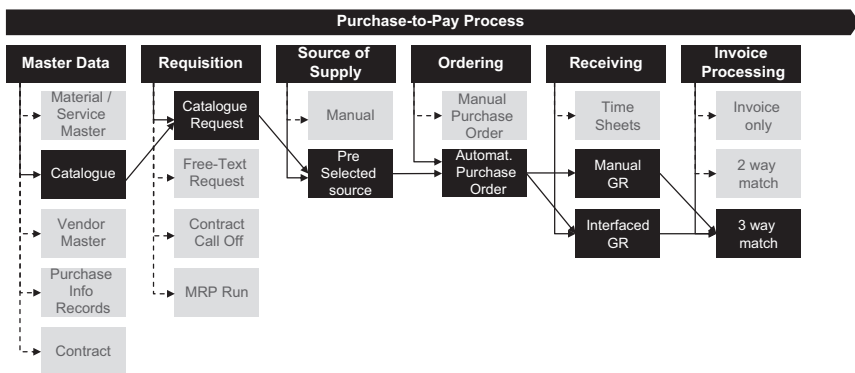 Purchase-to-Pay Process
Master Data
Material /
Service
Master
Catalogue
Vendor
Master
Purchase
Info
Records
Contract
Requisition
Catalogue
Request
Free-Text
Request
Contract
Call Off
MRP Run
Source of
Supply
Manual
Pre
Selected
source
Ordering
Manual
Purchase
Order
Automat.
Purchase
Order
Receiving
Time
Sheets
Manual
GR
Interfaced
GR
Invoice
Processing
Invoice
only
2 way
match
3 way
match